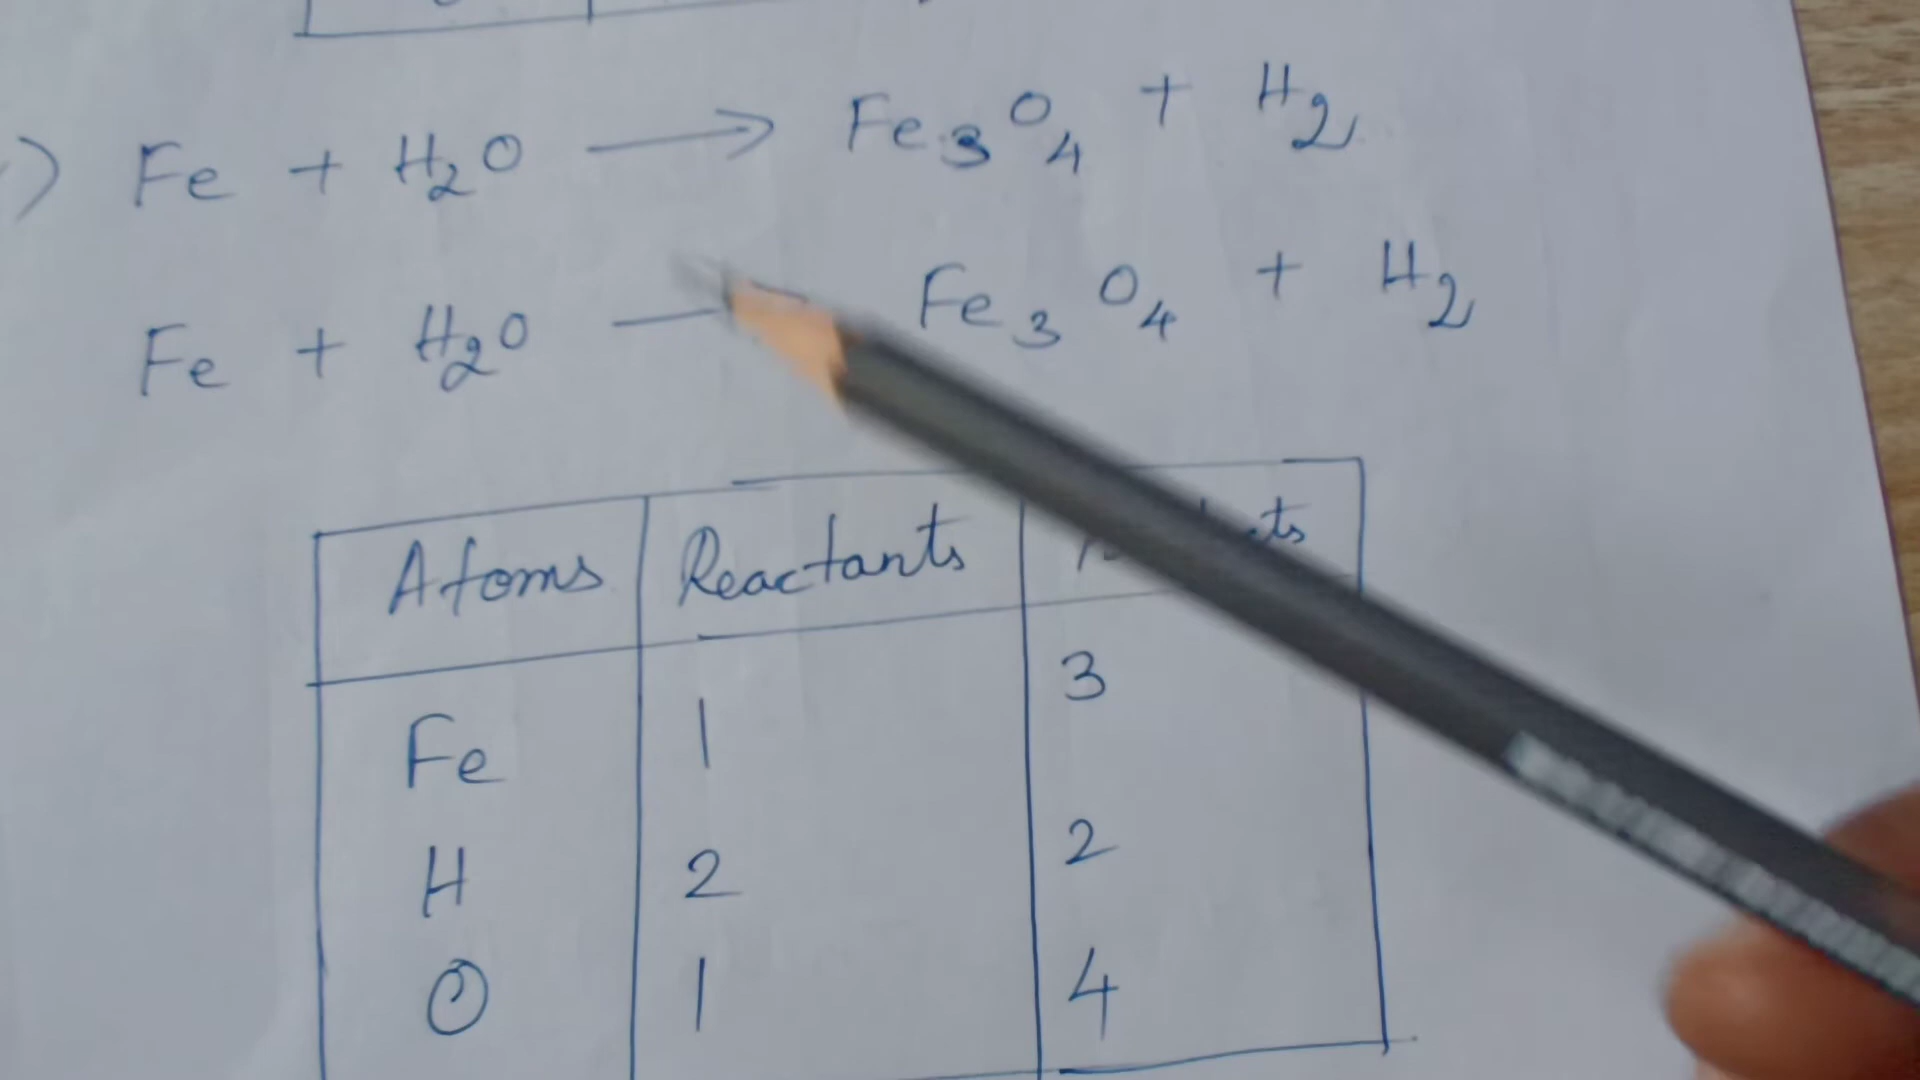 ) Fe + H₂O → Fe₃O₄ + H₂
Fe + H₂O → Fe₃O₄ + H₂
Atoms Reactants
Fe 1 3
H 2 2
O 1 4